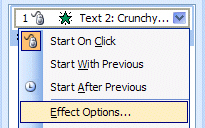 1 Text 2: Crunchy...
Start On Click
Start With Previous
Start After Previous
Effect Options...